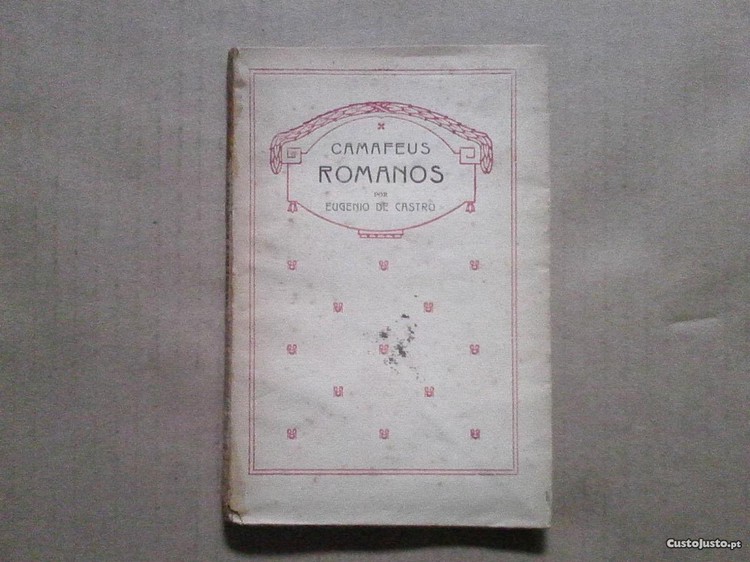 CAMAFEUS
ROMANOS
POR
EUGENIO DE CASTRO
CustoJusto.pt